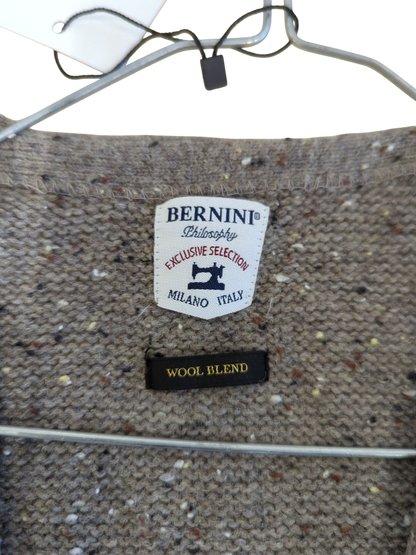 BERNINI®
Philosophy
EXCLUSIVE SELECTION
MILANO ITALY
WOOL BLEND